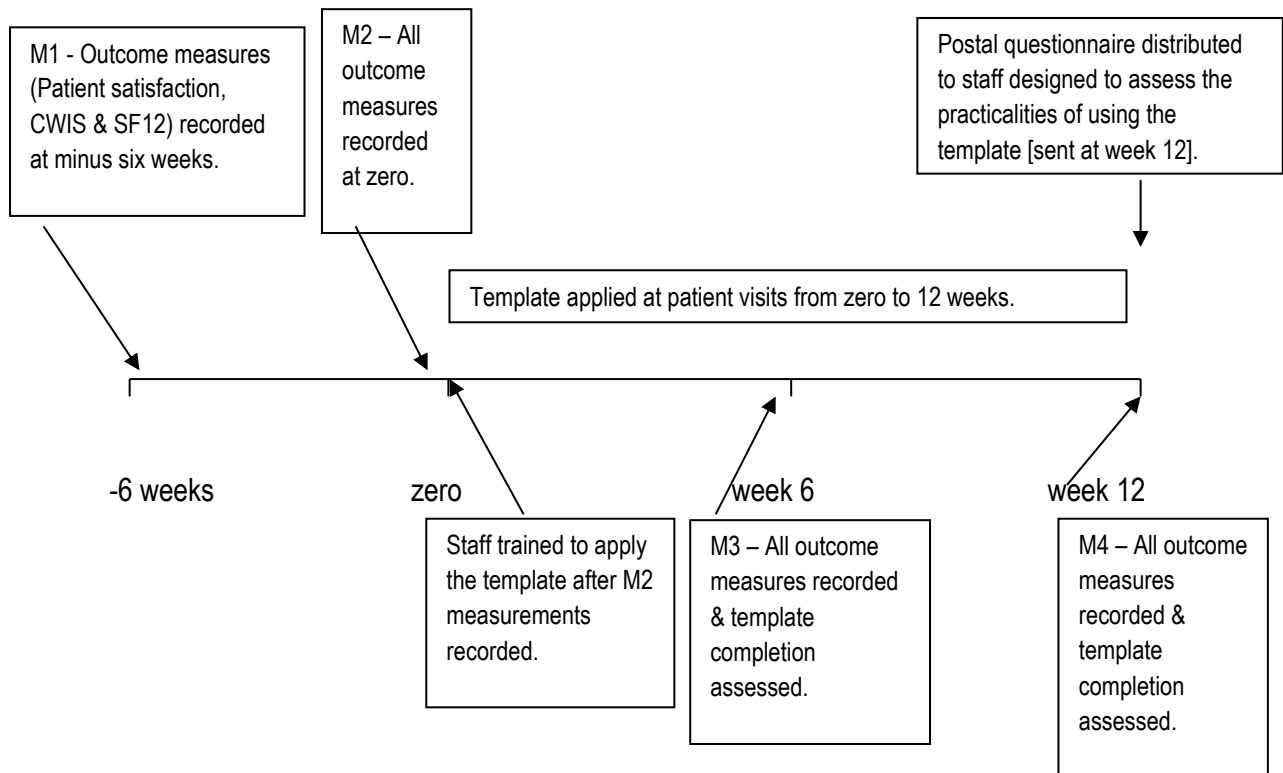 M1 - Outcome measures
(Patient satisfaction,
CWIS & SF12) recorded
at minus six weeks.
M2 – All
outcome
measures
recorded
at zero.
Postal questionnaire distributed
to staff designed to assess the
practicalities of using the
template [sent at week 12].
Template applied at patient visits from zero to 12 weeks.
-6 weeks
zero
week 6
week 12
Staff trained to apply
the template after M2
measurements
recorded.
M3 – All outcome
measures recorded
& template
completion
assessed.
M4 – All outcome
measures
recorded &
template
completion
assessed.